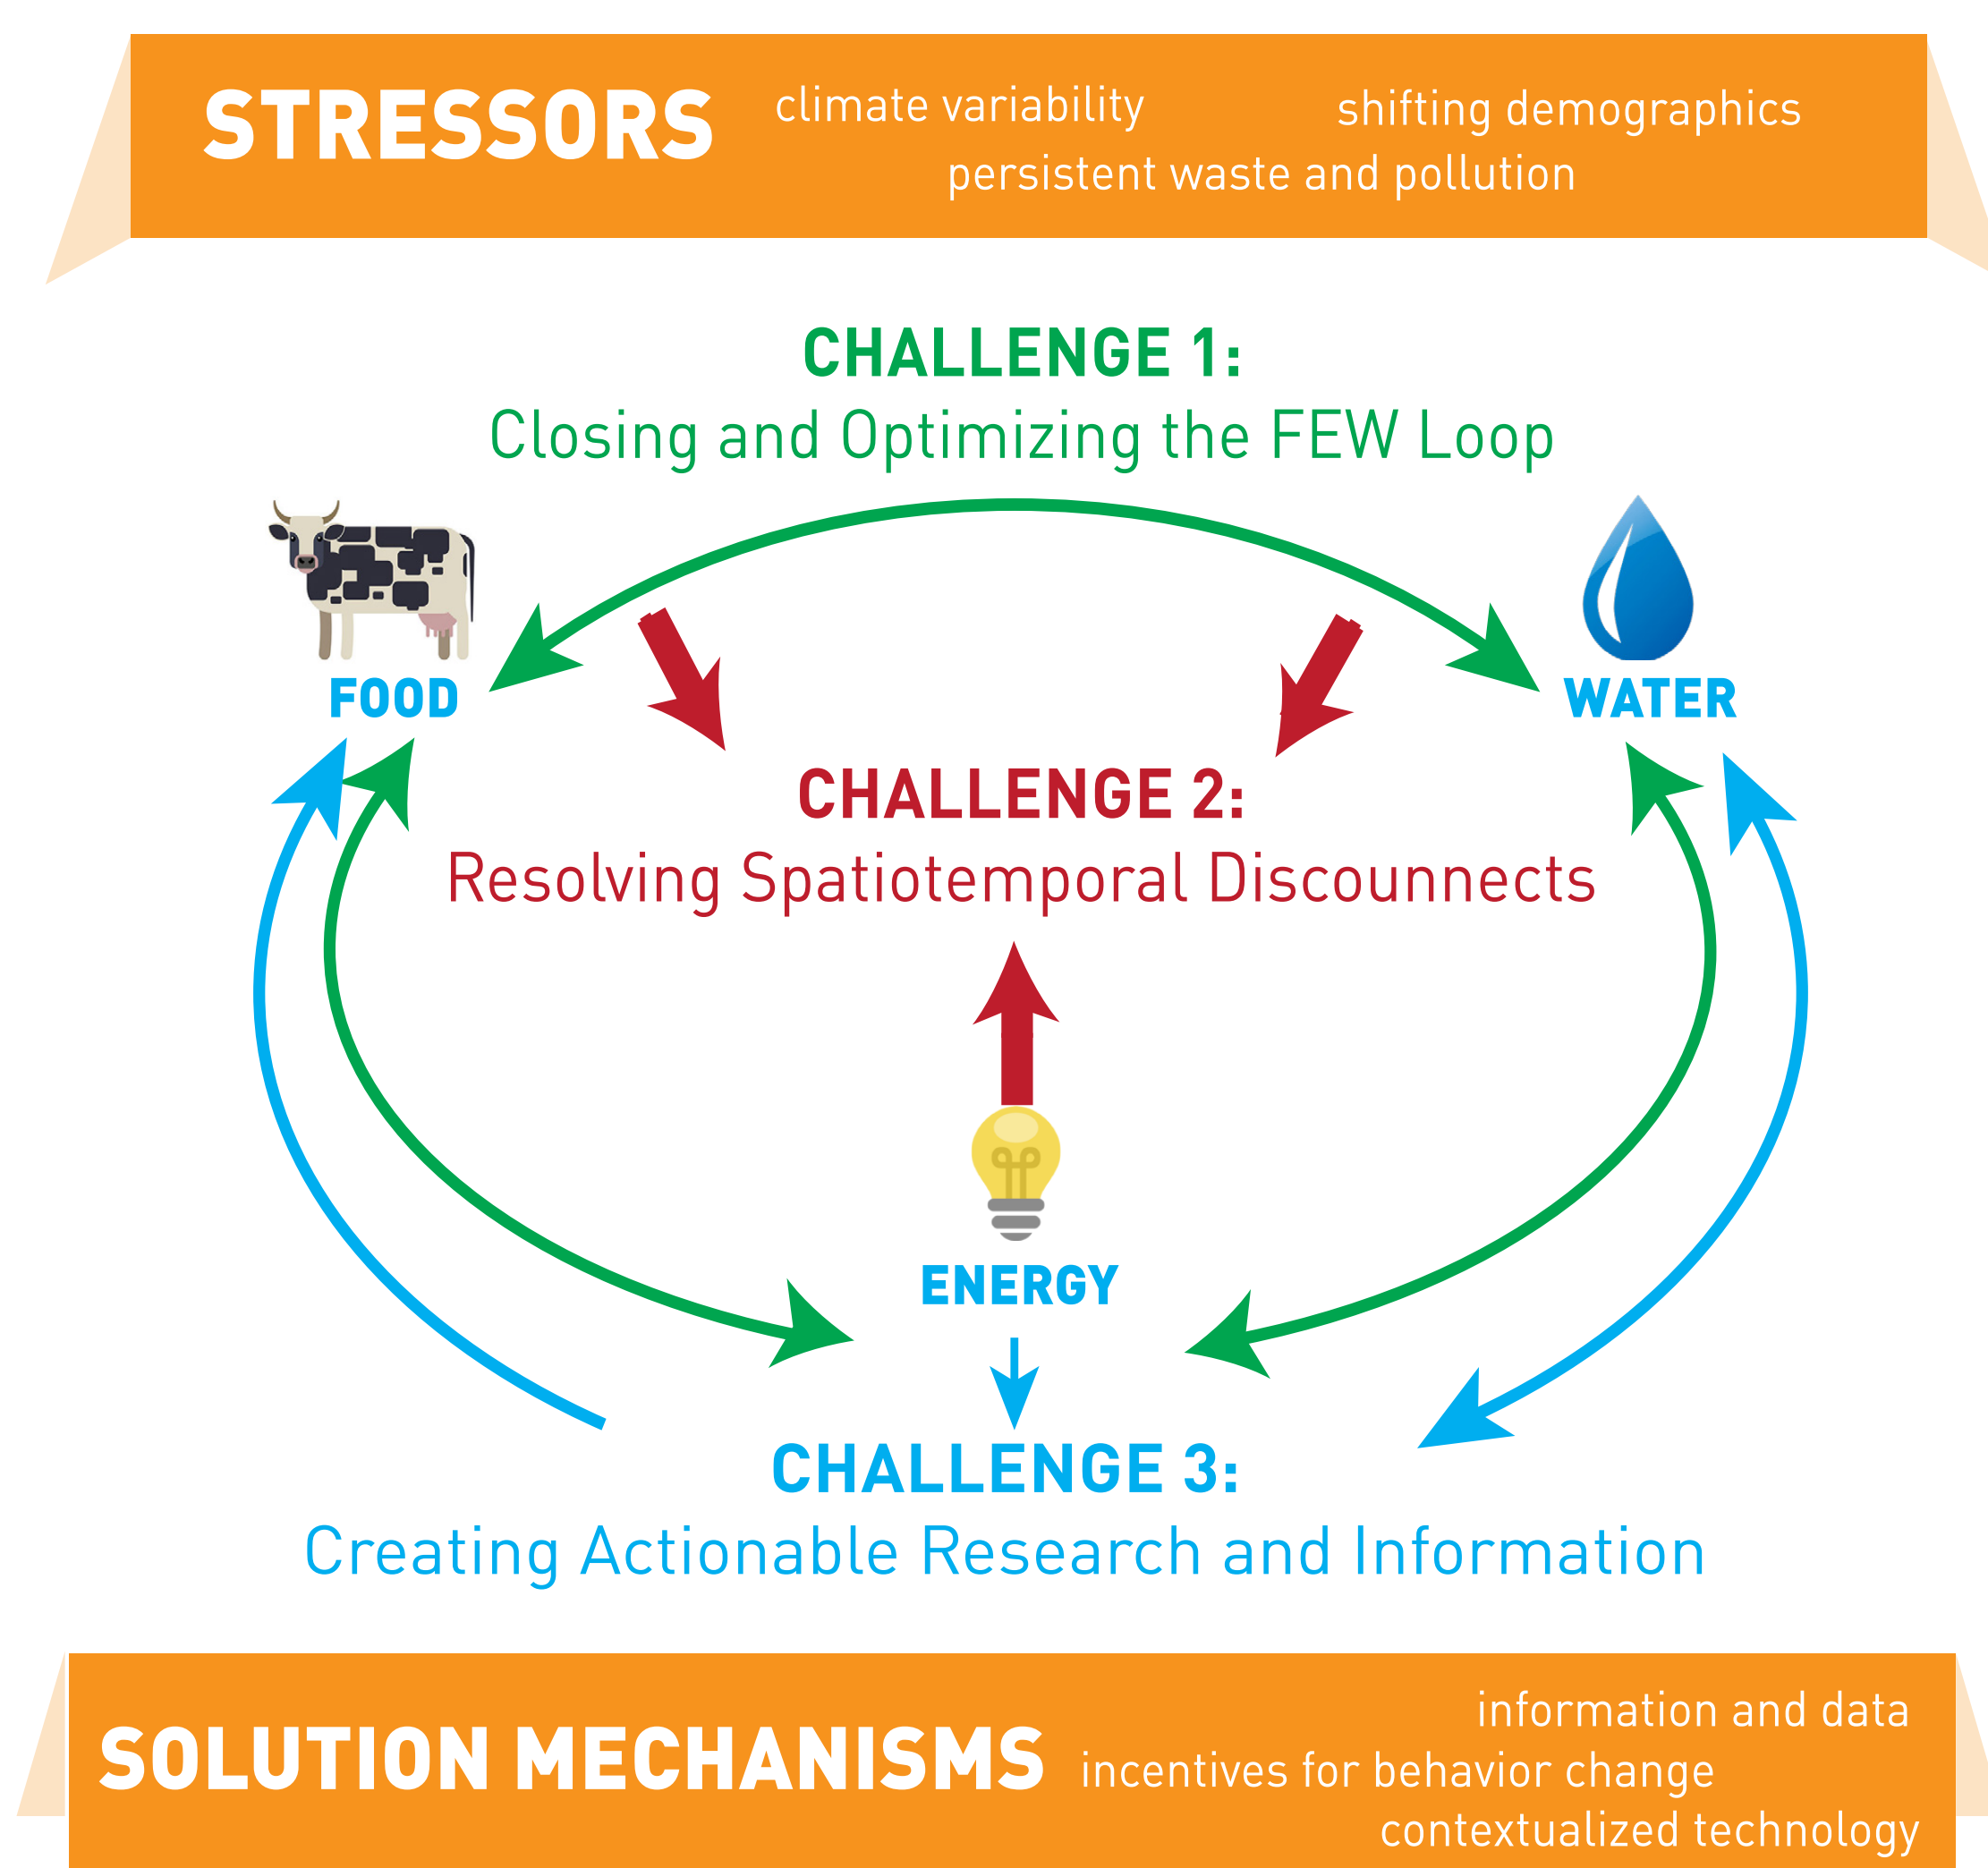 STRESSORS
climate variability
shifting demographics
persistent waste and pollution
CHALLENGE 1:
Closing and Optimizing the FEW Loop
FOOD
WATER
CHALLENGE 2:
Resolving Spatiotemporal Discounnects
ENERGY
CHALLENGE 3:
Creating Actionable Research and Information
SOLUTION MECHANISMS
information and data
incentives for behavior change
contextualized technology